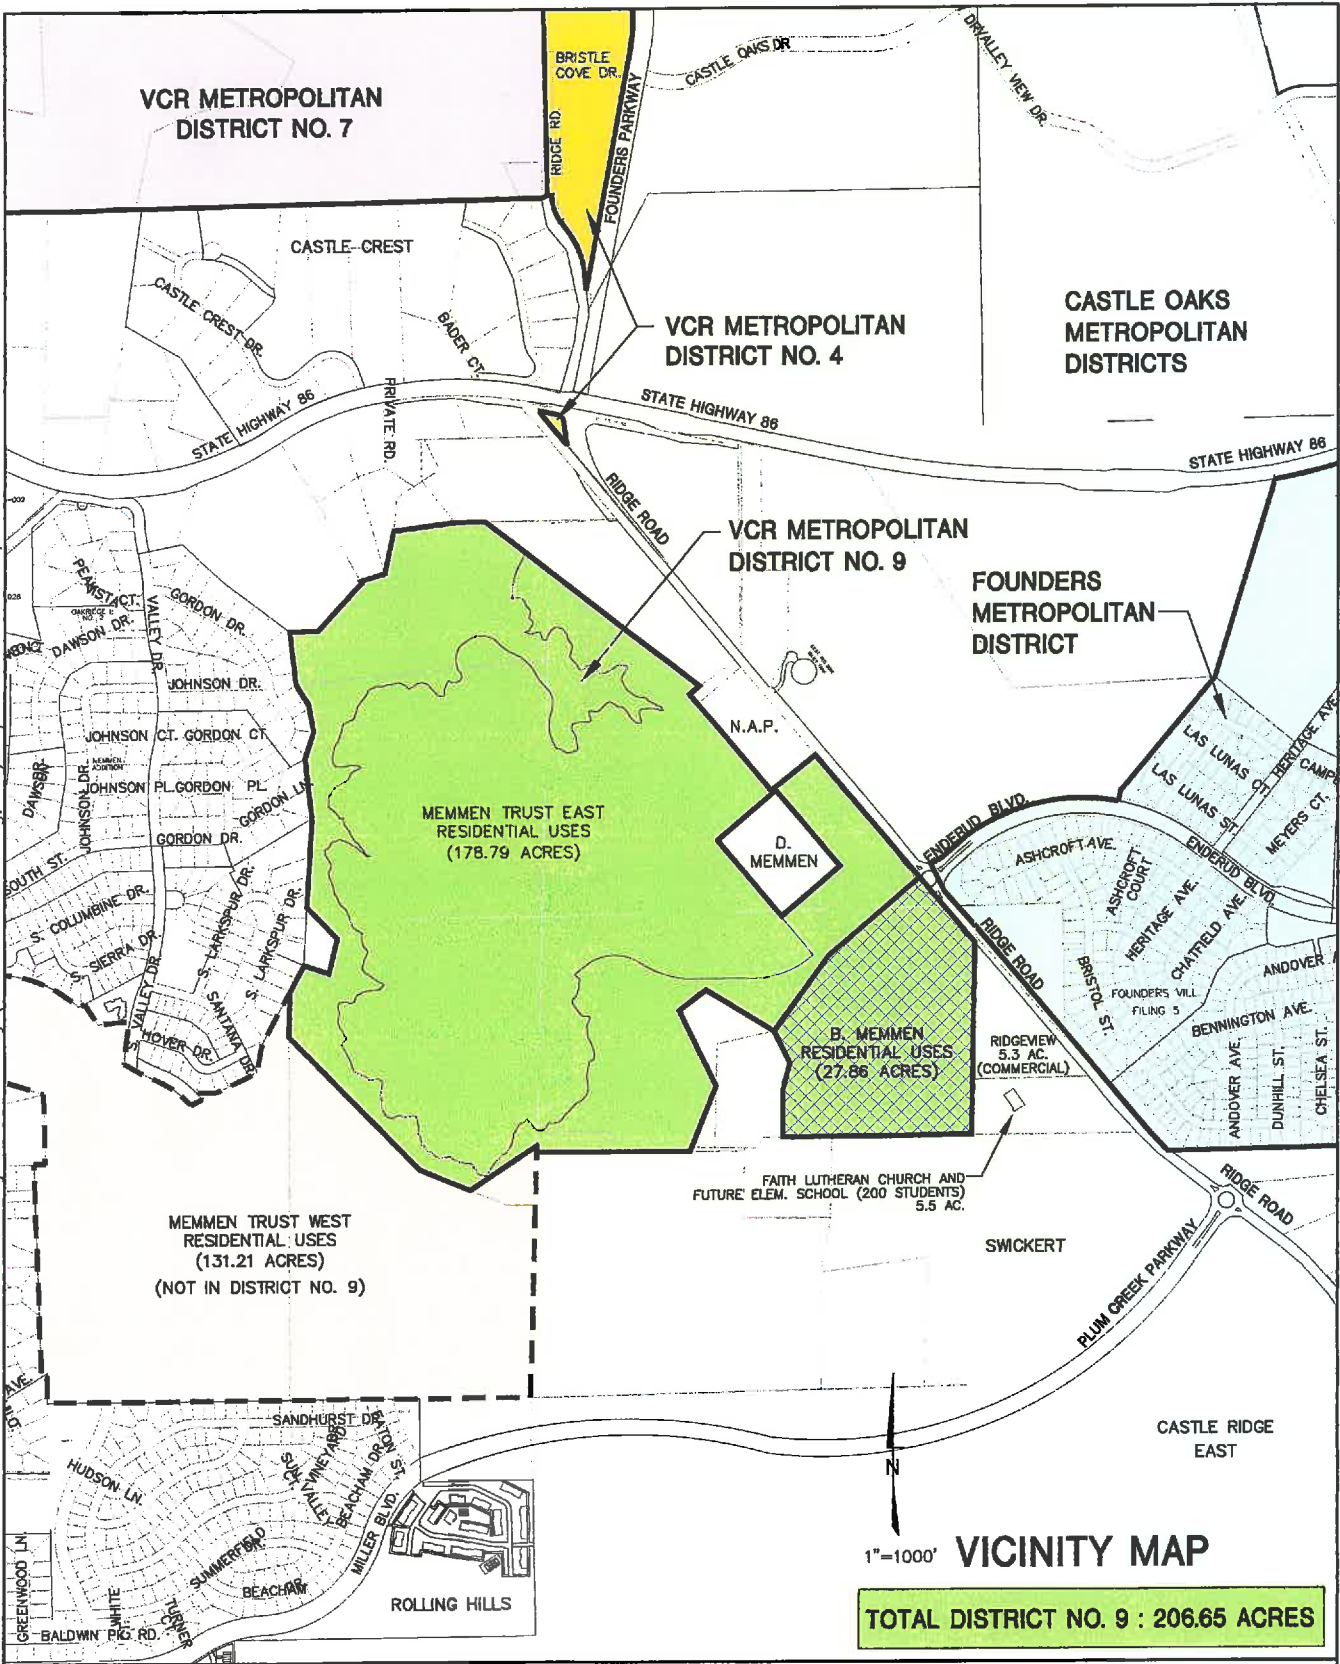 VCR METROPOLITAN
DISTRICT NO. 7
BRISTLE
COVE DR.
RIDGE RD.
FOUNDERS PARKWAY
CASTLE OAKS DR
VALLEY VIEW DR.
CASTLE CREST
CASTLE CREST DR.
BADER CT.
PRIVATE RD.
STATE HIGHWAY 86
VCR METROPOLITAN
DISTRICT NO. 4
CASTLE OAKS
METROPOLITAN
DISTRICTS
STATE HIGHWAY 86
STATE HIGHWAY 86
RIDGE ROAD
VCR METROPOLITAN
DISTRICT NO. 9
FOUNDERS
METROPOLITAN
DISTRICT
GORDON DR.
DAWSON DR.
VALLEY DR.
JOHNSON DR.
JOHNSON CT.
GORDON CT.
MEMMEN
ADDITION
JOHNSON DR.
JOHNSON PL.
GORDON PL.
GORDON LN.
GORDON DR.
SOUTH ST.
S. COLUMBINE DR.
S. SIERRA DR.
S. LARKSPUR DR.
S. LARKSPUR DR.
S. VALLEY DR.
SANTANA DR.
HOVER DR.
N.A.P.
MEMMEN TRUST EAST
RESIDENTIAL USES
(178.79 ACRES)
D.
MEMMEN
LAS LUNAS CT.
LAS LUNAS ST.
HERITAGE AVE
MEYERS CT.
ENDERUD BLVD.
ENDERUD BLVD.
ASHCROFT AVE.
ASHCROFT
COURT
HERITAGE AVE.
CHATFIELD AVE.
RIDGE ROAD
BRISTOL ST.
FOUNDERS VILL
FILING 5
ANDOVER
BENNINGTON AVE.
ANDOVER AVE.
DUNHILL ST.
CHELSEA ST.
B. MEMMEN
RESIDENTIAL USES
(27.86 ACRES)
RIDGEVIEW
5.3 AC.
(COMMERCIAL)
FAITH LUTHERAN CHURCH AND
FUTURE ELEM. SCHOOL (200 STUDENTS)
5.5 AC.
RIDGE ROAD
MEMMEN TRUST WEST
RESIDENTIAL USES
(131.21 ACRES)
(NOT IN DISTRICT NO. 9)
SWICKERT
PLUM CREEK PARKWAY
CASTLE RIDGE
EAST
SANDHURST DR.
EATON ST.
VINEYARD
SUN VALLEY
BEACHAM DR.
HUDSON LN.
MILLER BLVD.
SUMMERFIELD
DR.
BEACHAM
GREENWOOD LN.
WHITE
TURNER
CT.
BALDWIN
RD.
ROLLING HILLS
N
1"=1000'
VICINITY MAP
TOTAL DISTRICT NO. 9 : 206.65 ACRES